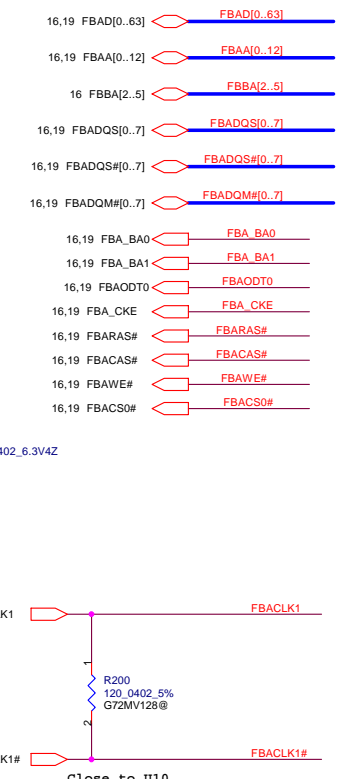 16,19 FBAD[0..63] FBAD[0..63]
16,19 FBAA[0..12] FBAA[0..12]
16 FBBA[2..5] FBBA[2..5]
16,19 FBADQS[0..7] FBADQS[0..7]
16,19 FBADQS#[0..7] FBADQS#[0..7]
16,19 FBADQM#[0..7] FBADQM#[0..7]
16,19 FBA_BA0 FBA_BA0
16,19 FBA_BA1 FBA_BA1
16,19 FBAODT0 FBAODT0
16,19 FBA_CKE FBA_CKE
16,19 FBARAS# FBARAS#
16,19 FBACAS# FBACAS#
16,19 FBAWE# FBAWE#
16,19 FBACS0# FBACS0#
402_6.3V4Z
K1 FBACLK1
1
R200
120_0402_5%
G72MV128@
2
K1# FBACLK1#
Close to U10